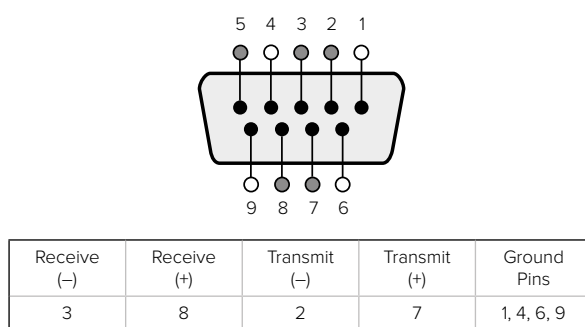 5 4 3 2 1
9 8 7 6
Receive (–) Receive (+) Transmit (–) Transmit (+) Ground Pins
3 8 2 7 1, 4, 6, 9